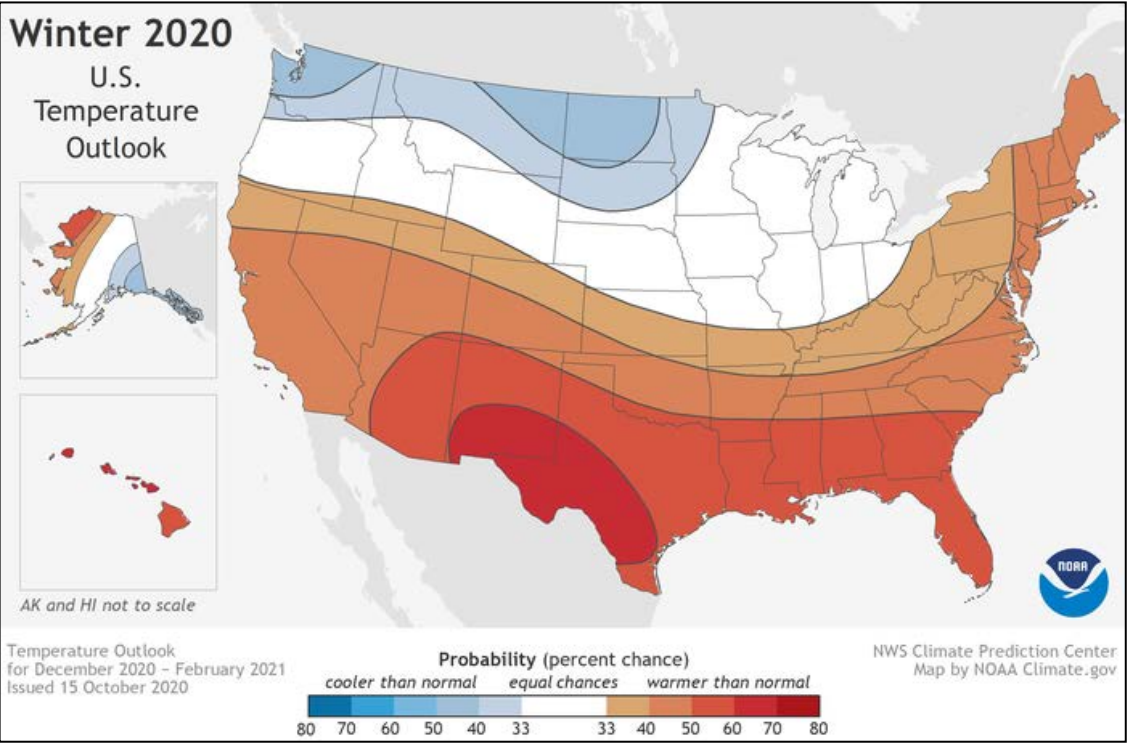 Winter 2020
U.S.
Temperature
Outlook
AK and HI not to scale
NOAA
Temperature Outlook
for December 2020 – February 2021
Issued 15 October 2020
Probability (percent chance)
cooler than normal equal chances warmer than normal
80 70 60 50 40 33 33 40 50 60 70 80
NWS Climate Prediction Center
Map by NOAA Climate.gov